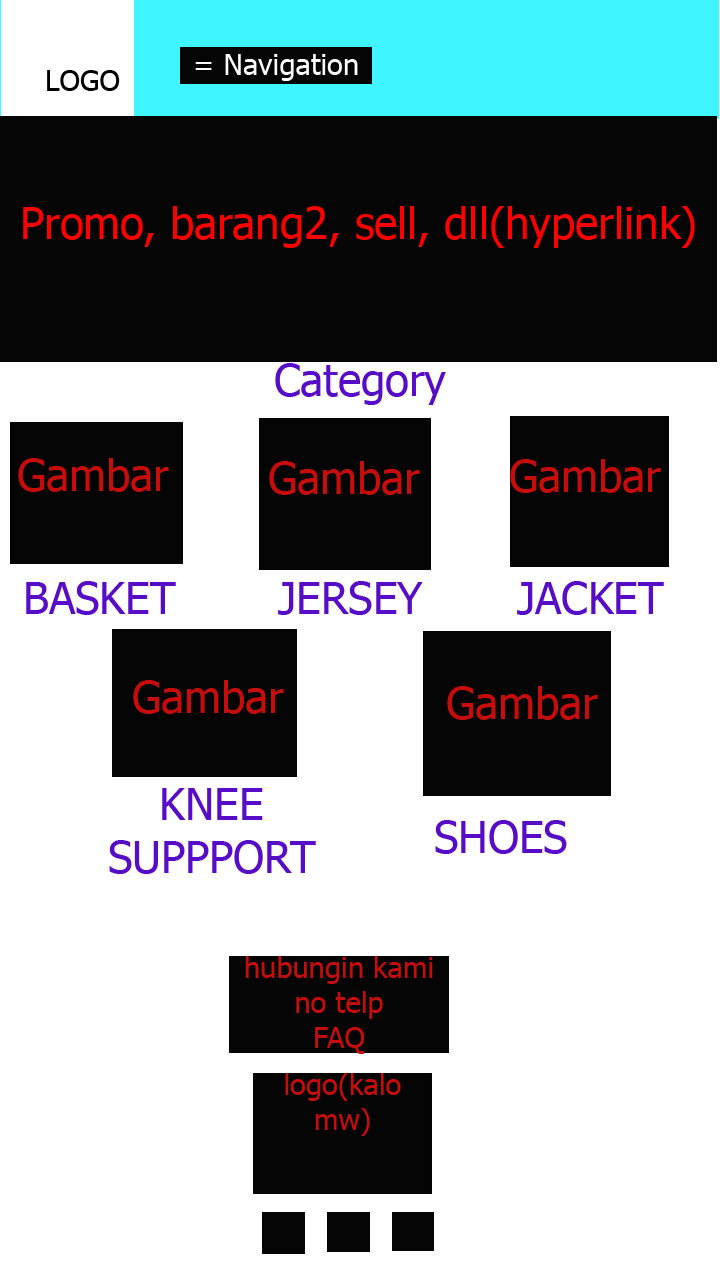 LOGO
= Navigation
Promo, barang2, sell, dll(hyperlink)
Category
Gambar
Gambar
Gambar
BASKET
JERSEY
JACKET
Gambar
Gambar
KNEE
SUPPPORT
SHOES
hubungin kami
no telp
FAQ
logo(kalo
mw)